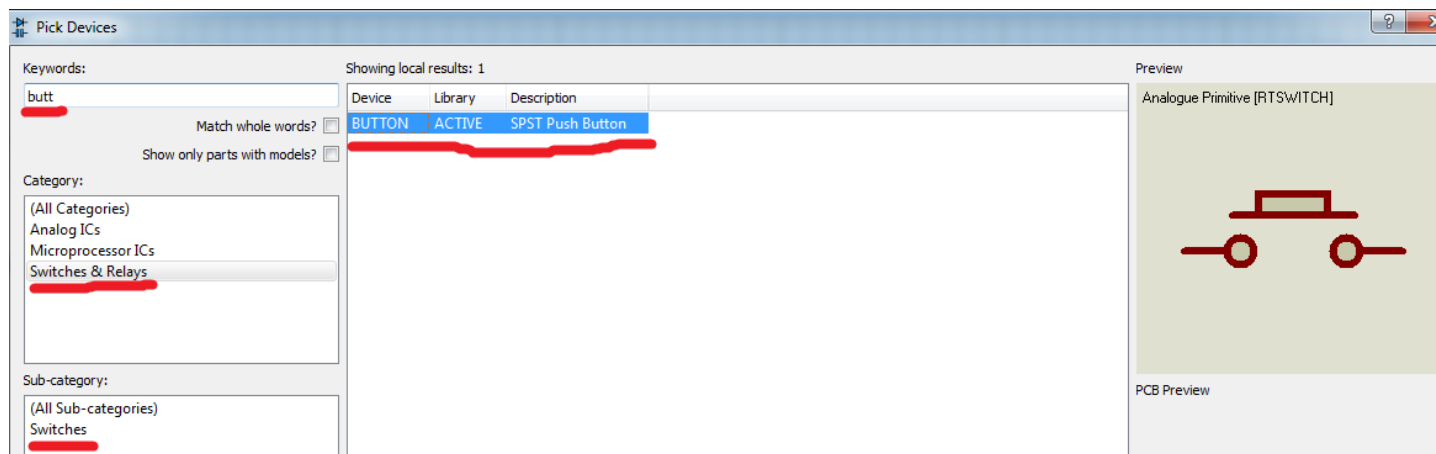 Pick Devices
Keywords:
butt
Match whole words?
Show only parts with models?
Category:
(All Categories)
Analog ICs
Microprocessor ICs
Switches & Relays
Sub-category:
(All Sub-categories)
Switches
Showing local results: 1
Device Library Description
BUTTON ACTIVE SPST Push Button
Preview
Analogue Primitive [RTSWITCH]
PCB Preview